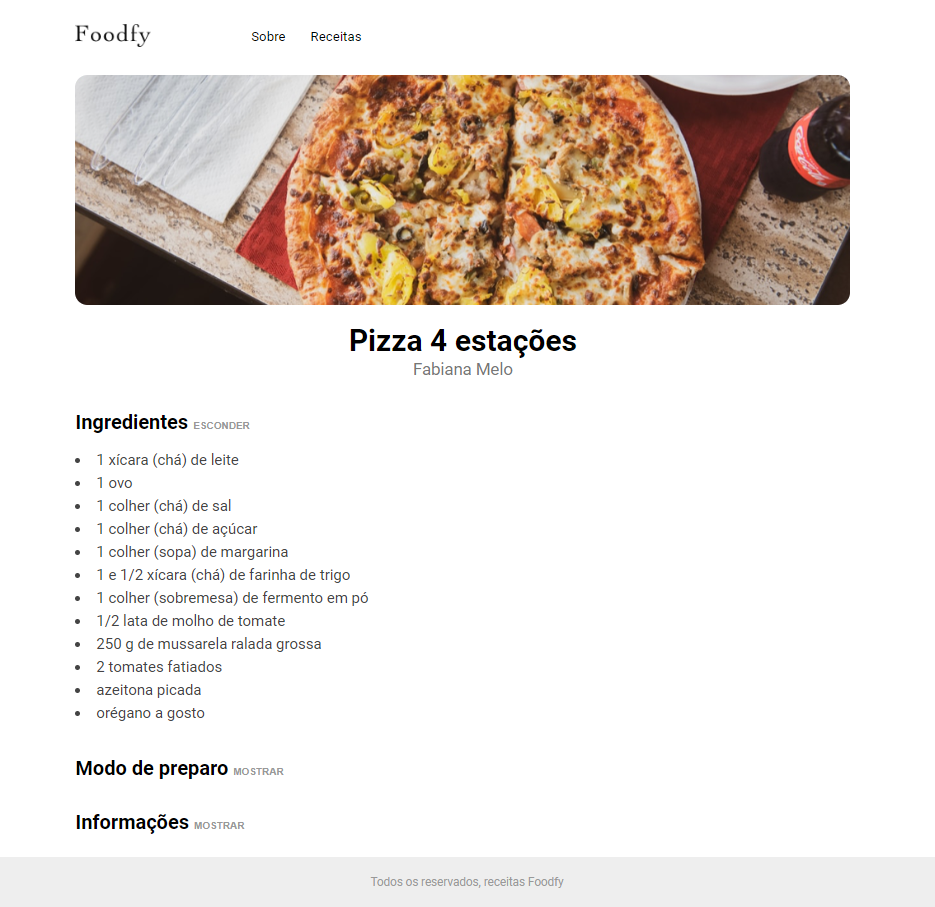 Foodfy Sobre Receitas
Coca-Cola
Pizza 4 estações
Fabiana Melo
Ingredientes ESCONDER
1 xícara (chá) de leite
1 ovo
1 colher (chá) de sal
1 colher (chá) de açúcar
1 colher (sopa) de margarina
1 e 1/2 xícara (chá) de farinha de trigo
1 colher (sobremesa) de fermento em pó
1/2 lata de molho de tomate
250 g de mussarela ralada grossa
2 tomates fatiados
azeitona picada
orégano a gosto
Modo de preparo MOSTRAR
Informações MOSTRAR
Todos os reservados, receitas Foodfy